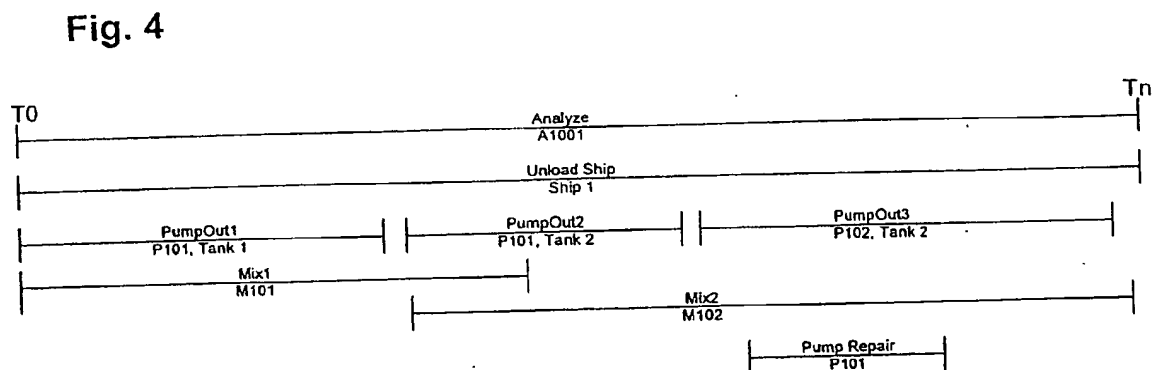 Fig. 4
T0
Tn
Analyze
A1001
Unload Ship
Ship 1
PumpOut1
P101, Tank 1
PumpOut2
P101, Tank 2
PumpOut3
P102, Tank 2
Mix1
M101
Mix2
M102
Pump Repair
P101